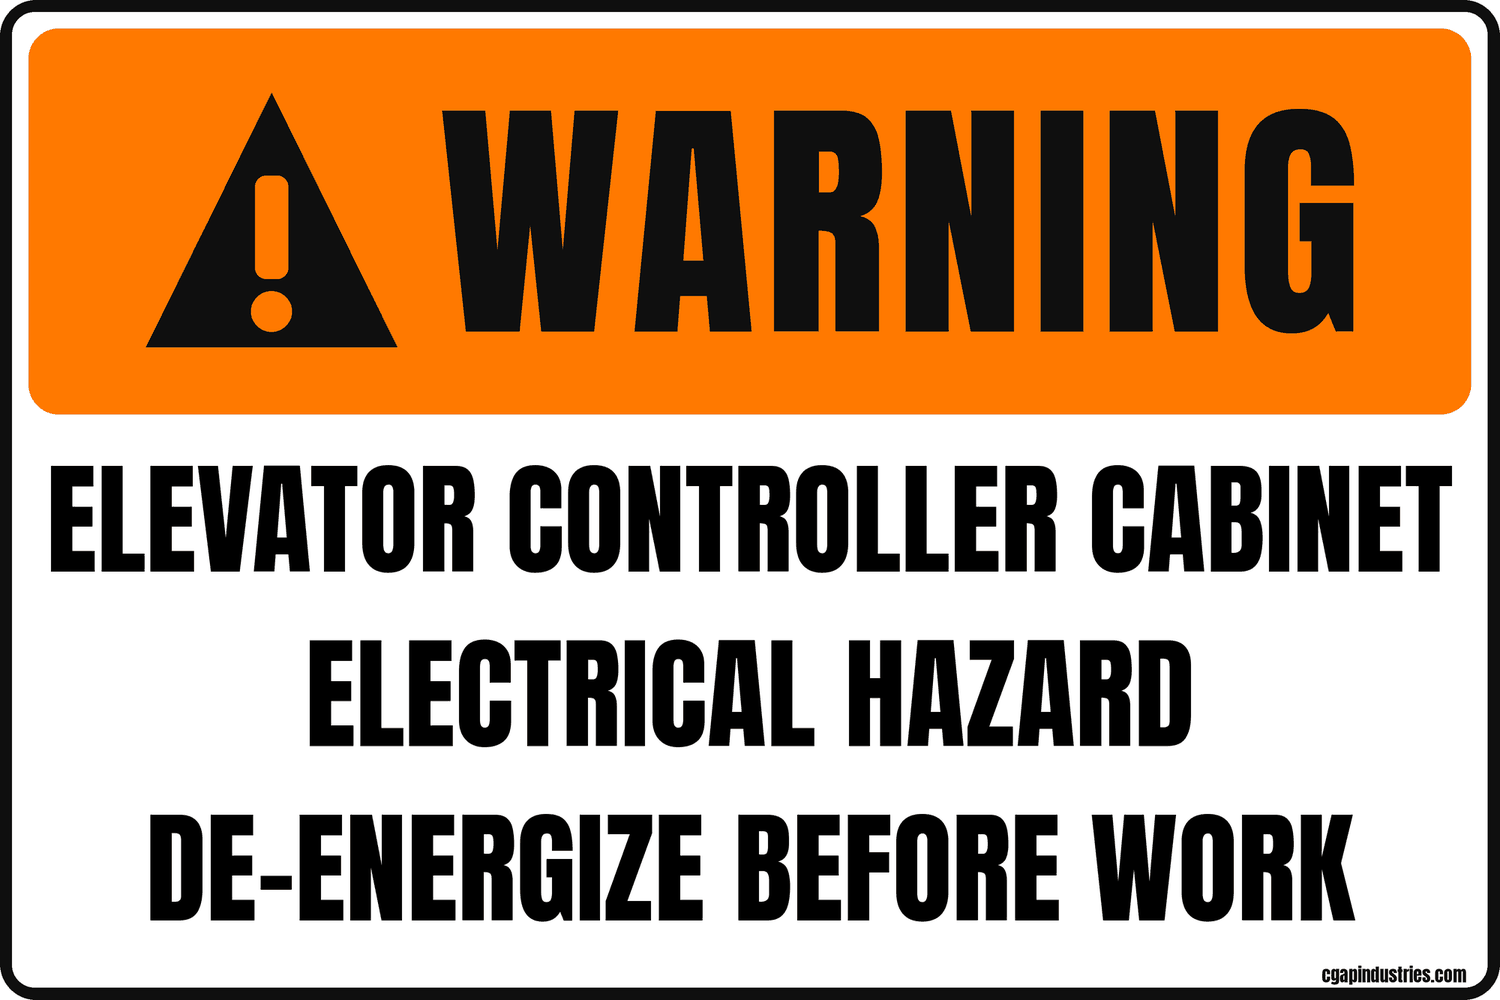 WARNING
ELEVATOR CONTROLLER CABINET
ELECTRICAL HAZARD
DE-ENERGIZE BEFORE WORK
cgapindustries.com